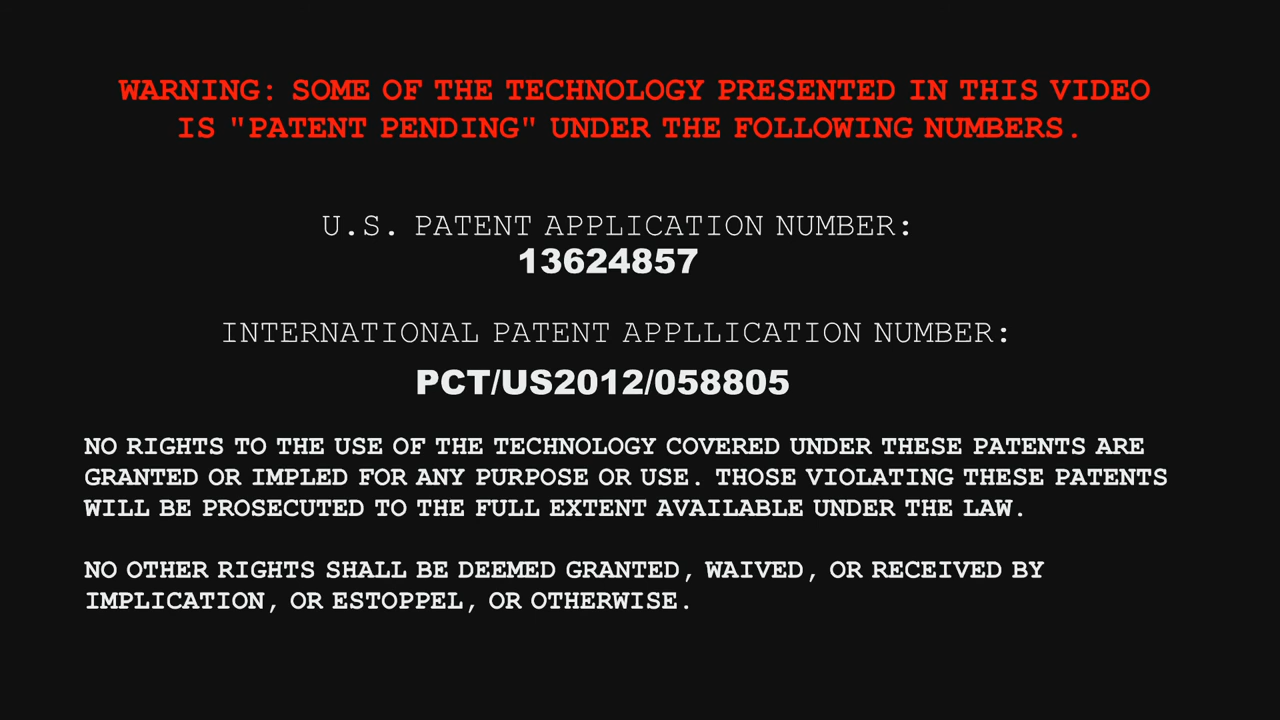 WARNING: SOME OF THE TECHNOLOGY PRESENTED IN THIS VIDEO
IS "PATENT PENDING" UNDER THE FOLLOWING NUMBERS.
U.S. PATENT APPLICATION NUMBER:
13624857
INTERNATIONAL PATENT APPLLICATION NUMBER:
PCT/US2012/058805
NO RIGHTS TO THE USE OF THE TECHNOLOGY COVERED UNDER THESE PATENTS ARE
GRANTED OR IMPLED FOR ANY PURPOSE OR USE. THOSE VIOLATING THESE PATENTS
WILL BE PROSECUTED TO THE FULL EXTENT AVAILABLE UNDER THE LAW.
NO OTHER RIGHTS SHALL BE DEEMED GRANTED, WAIVED, OR RECEIVED BY
IMPLICATION, OR ESTOPPEL, OR OTHERWISE.